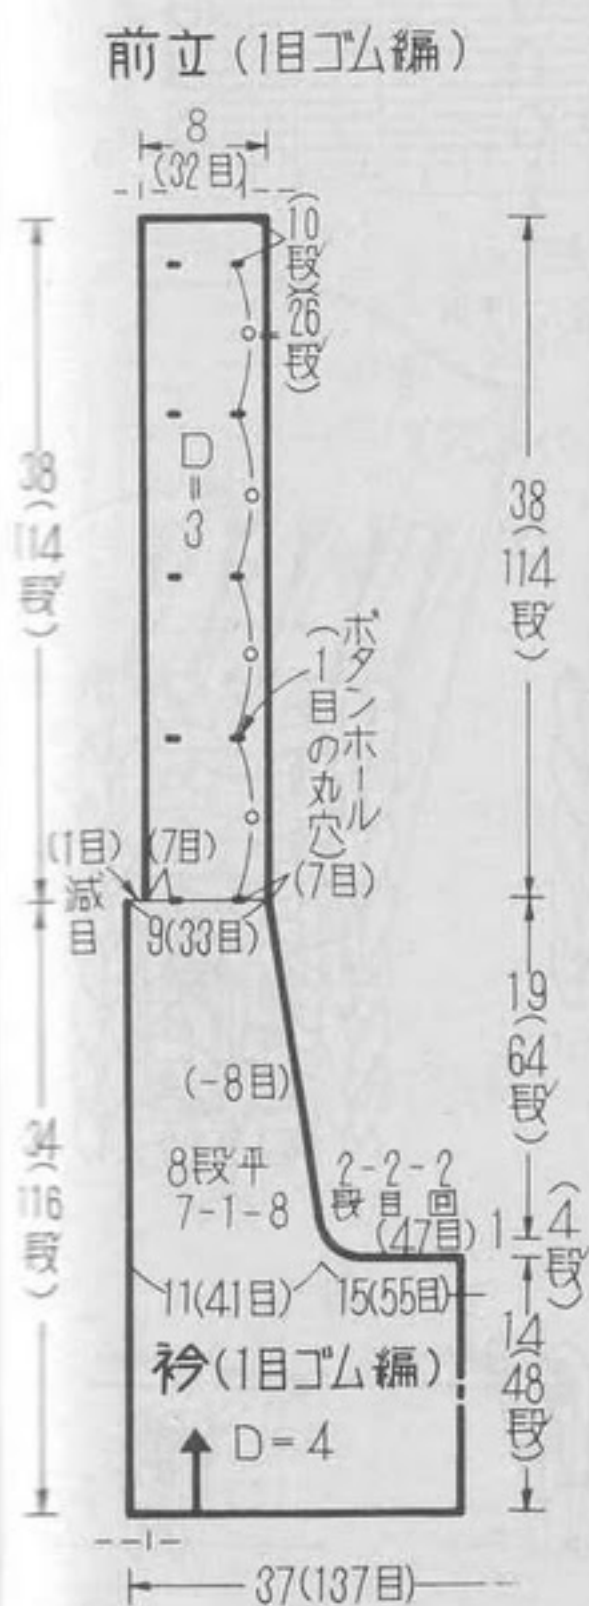 前立(1目ゴム編)
8
(32目)
(10段)
(26段)
D=3
38(114段)
38(114段)
ボタンホール
(1目の丸穴)
(1目)
減目
(7目)
(7目)
9(33目)
19(64段)
(-8目)
8段平
7-1-8
2-2-2
段目回
(47目)
1(4段)
34(116段)
11(41目)
15(55目)
14(48段)
衿(1目ゴム編)
D=4
37(137目)